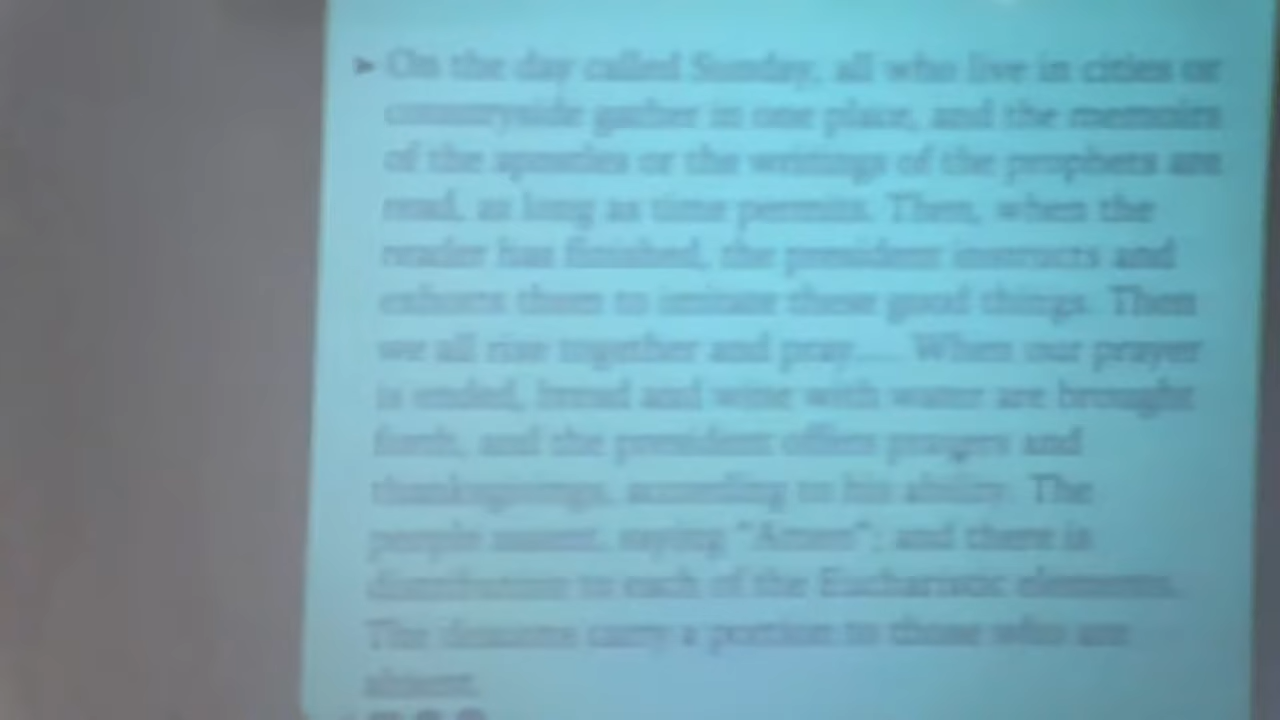 ➤ On the day called Sunday, all who live in cities or
countryside gather in one place, and the memoirs
of the apostles or the writings of the prophets are
read, as long as time permits. Then, when the
reader has finished, the president instructs and
exhorts them to imitate these good things. Then
we all rise together and pray.... When our prayer
is ended, bread and wine with water are brought
forth, and the president offers prayers and
thanksgivings, according to his ability. The
people assent, saying "Amen"; and there is
distribution to each of the Eucharistic elements.
The deacons carry a portion to those who are
absent.